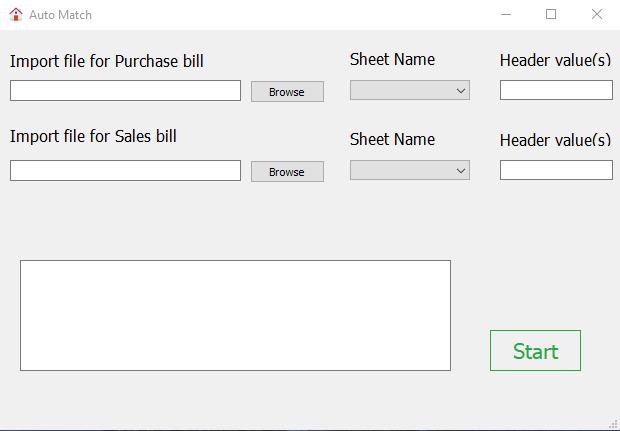 Auto Match
Import file for Purchase bill
Sheet Name
Header value(s)
Browse
Import file for Sales bill
Sheet Name
Header value(s)
Browse
Start